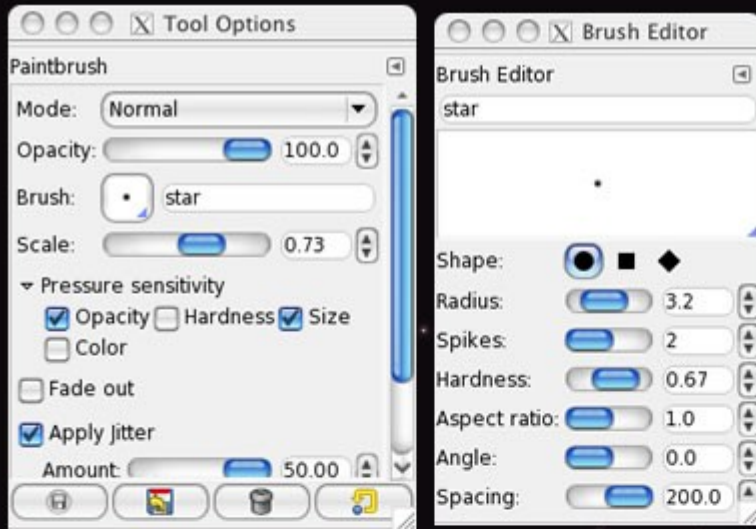 Tool Options
Paintbrush
Mode: Normal
Opacity: 100.0
Brush: star
Scale: 0.73
Pressure sensitivity
Opacity Hardness Size
Color
Fade out
Apply Jitter
Amount: 50.00
Brush Editor
Brush Editor
star
Shape:
Radius: 3.2
Spikes: 2
Hardness: 0.67
Aspect ratio: 1.0
Angle: 0.0
Spacing: 200.0